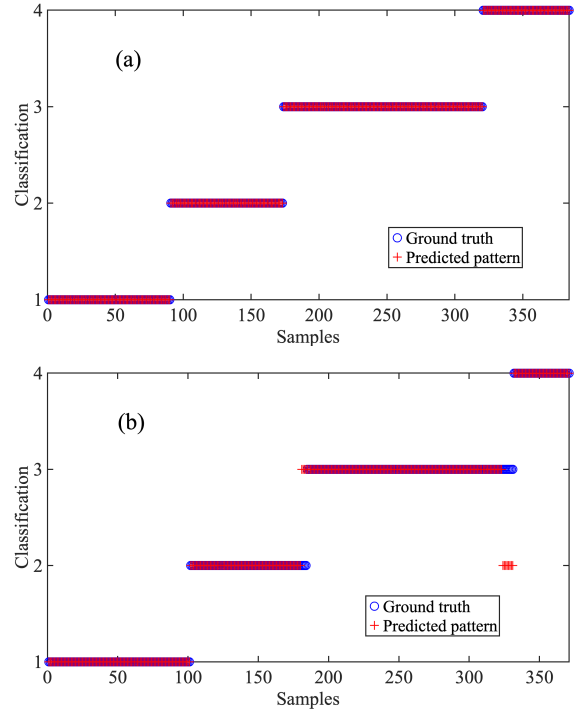 4
(a)
3
Classification
2
Ground truth
Predicted pattern
1
0 50 100 150 200 250 300 350
Samples
4
(b)
3
Classification
2
Ground truth
Predicted pattern
1
0 50 100 150 200 250 300 350
Samples